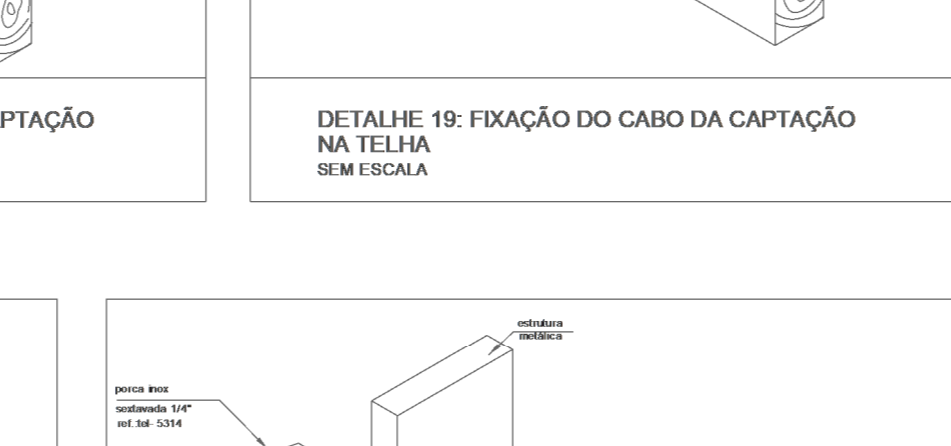 PTAÇÃO
DETALHE 19: FIXAÇÃO DO CABO DA CAPTAÇÃO
NA TELHA
SEM ESCALA
estrutura
metálica
porca inox
sextavada 1/4"
ref.:tel- 5314